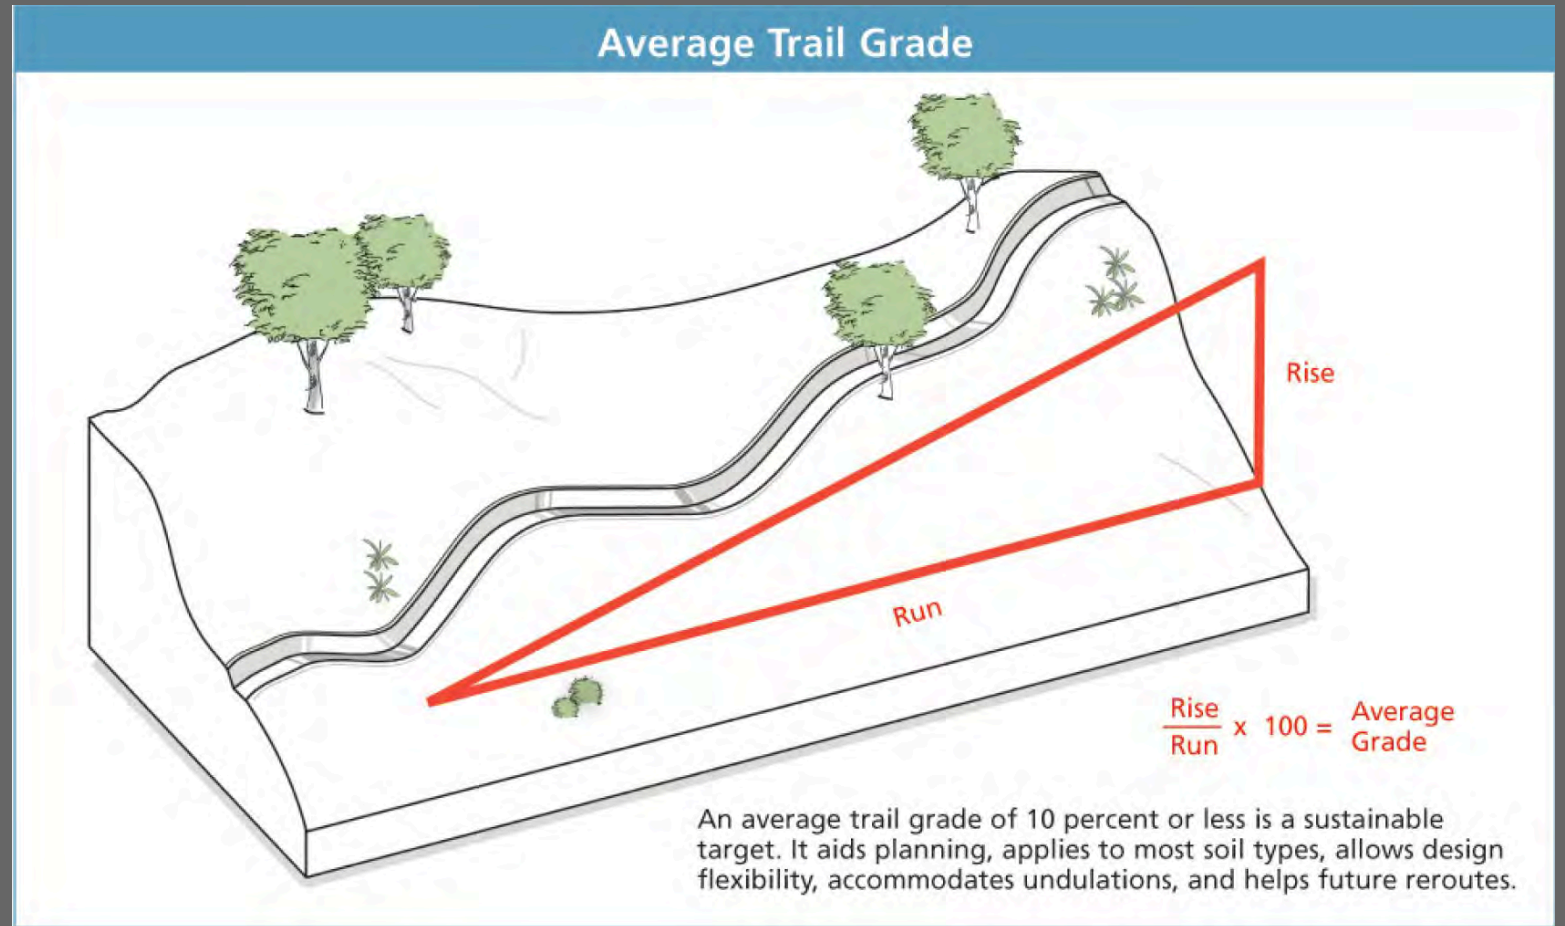 Average Trail Grade
Rise
Run
Rise
Run
x 100 =
Average
Grade
An average trail grade of 10 percent or less is a sustainable
target. It aids planning, applies to most soil types, allows design
flexibility, accommodates undulations, and helps future reroutes.